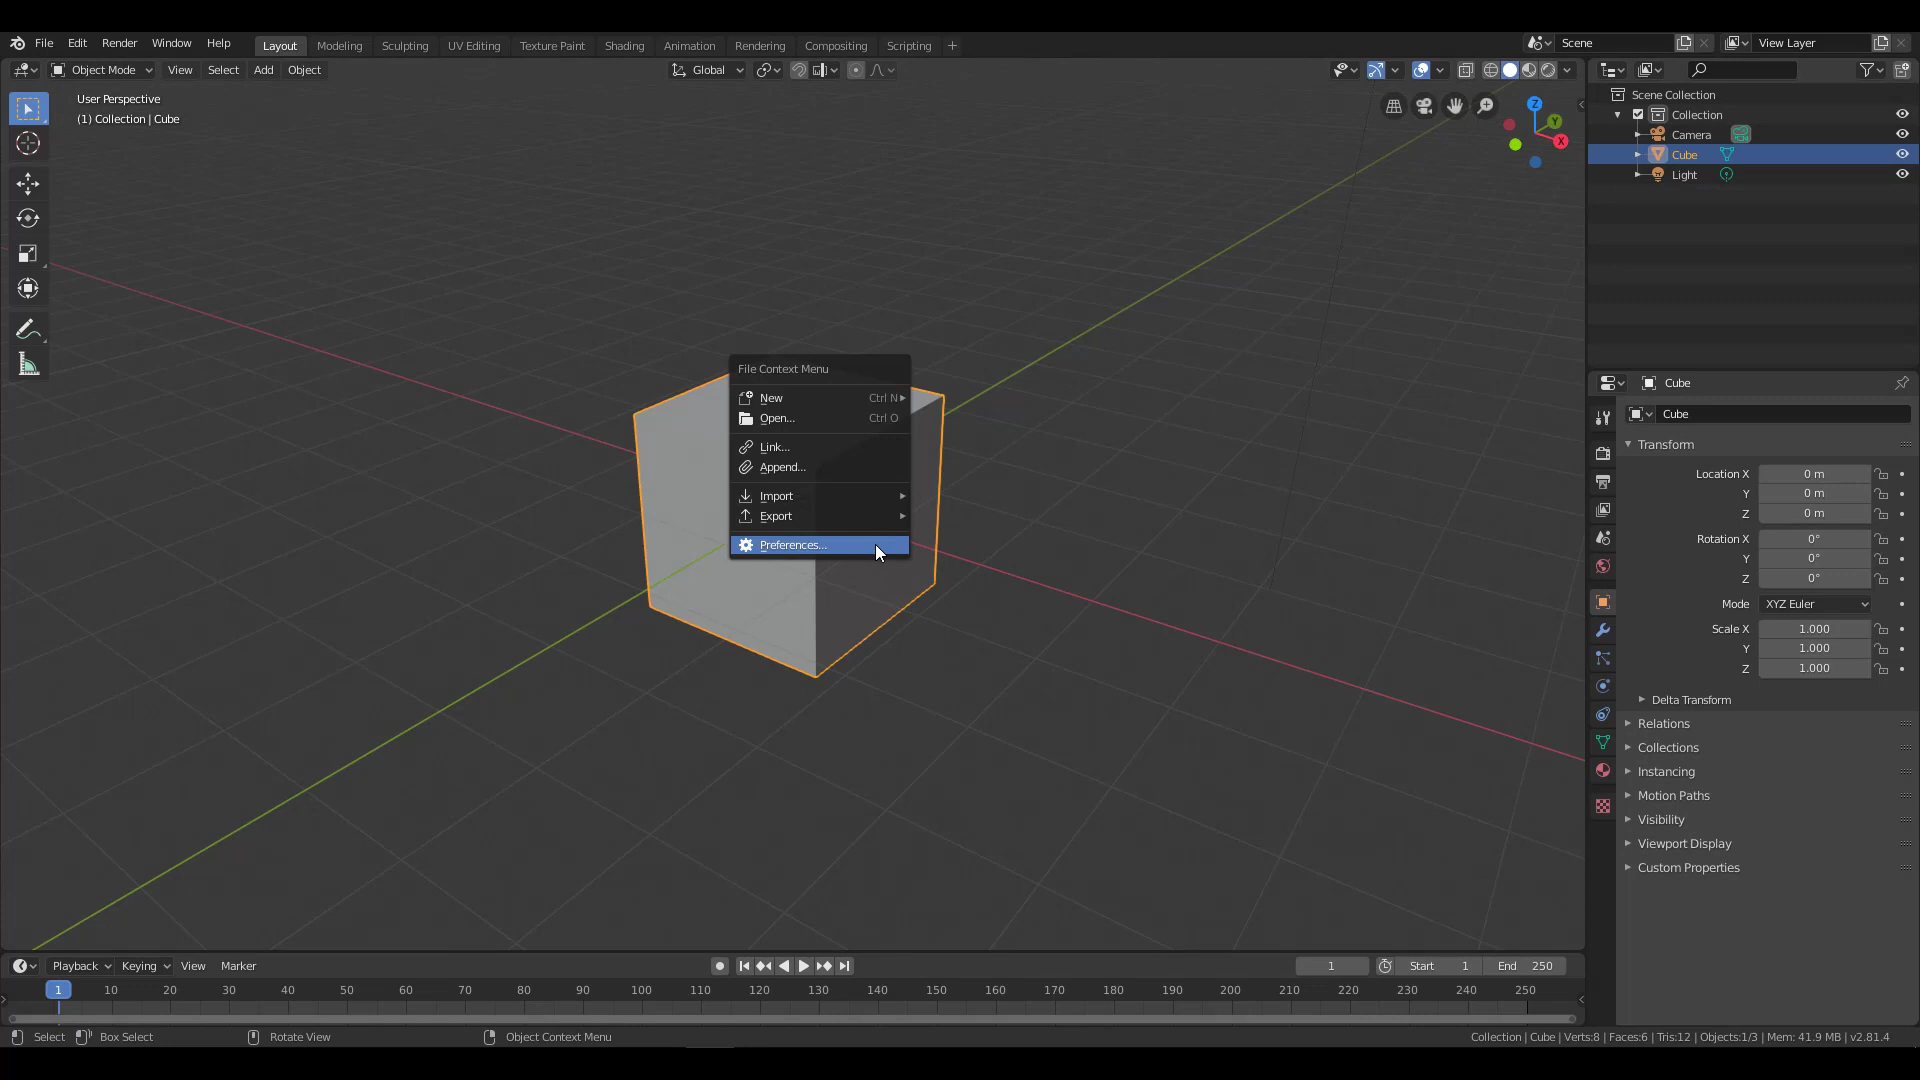 File Edit Render Window Help Layout Modeling Sculpting UV Editing Texture Paint Shading Animation Rendering Compositing Scripting + Scene View Layer
Object Mode View Select Add Object Global
User Perspective
(1) Collection | Cube
Z
Y
X
File Context Menu
New Ctrl N
Open... Ctrl O
Link...
Append...
Import
Export
Preferences...
Scene Collection
Collection
Camera
Cube
Light
Cube
Cube
Transform
Location X 0 m
Y 0 m
Z 0 m
Rotation X 0°
Y 0°
Z 0°
Mode XYZ Euler
Scale X 1.000
Y 1.000
Z 1.000
Delta Transform
Relations
Collections
Instancing
Motion Paths
Visibility
Viewport Display
Custom Properties
Playback Keying View Marker 1 Start 1 End 250
1 10 20 30 40 50 60 70 80 90 100 110 120 130 140 150 160 170 180 190 200 210 220 230 240 250
Select Box Select Rotate View Object Context Menu Collection | Cube | Verts:8 | Faces:6 | Tris:12 | Objects:1/3 | Mem: 41.9 MB | v2.81.4